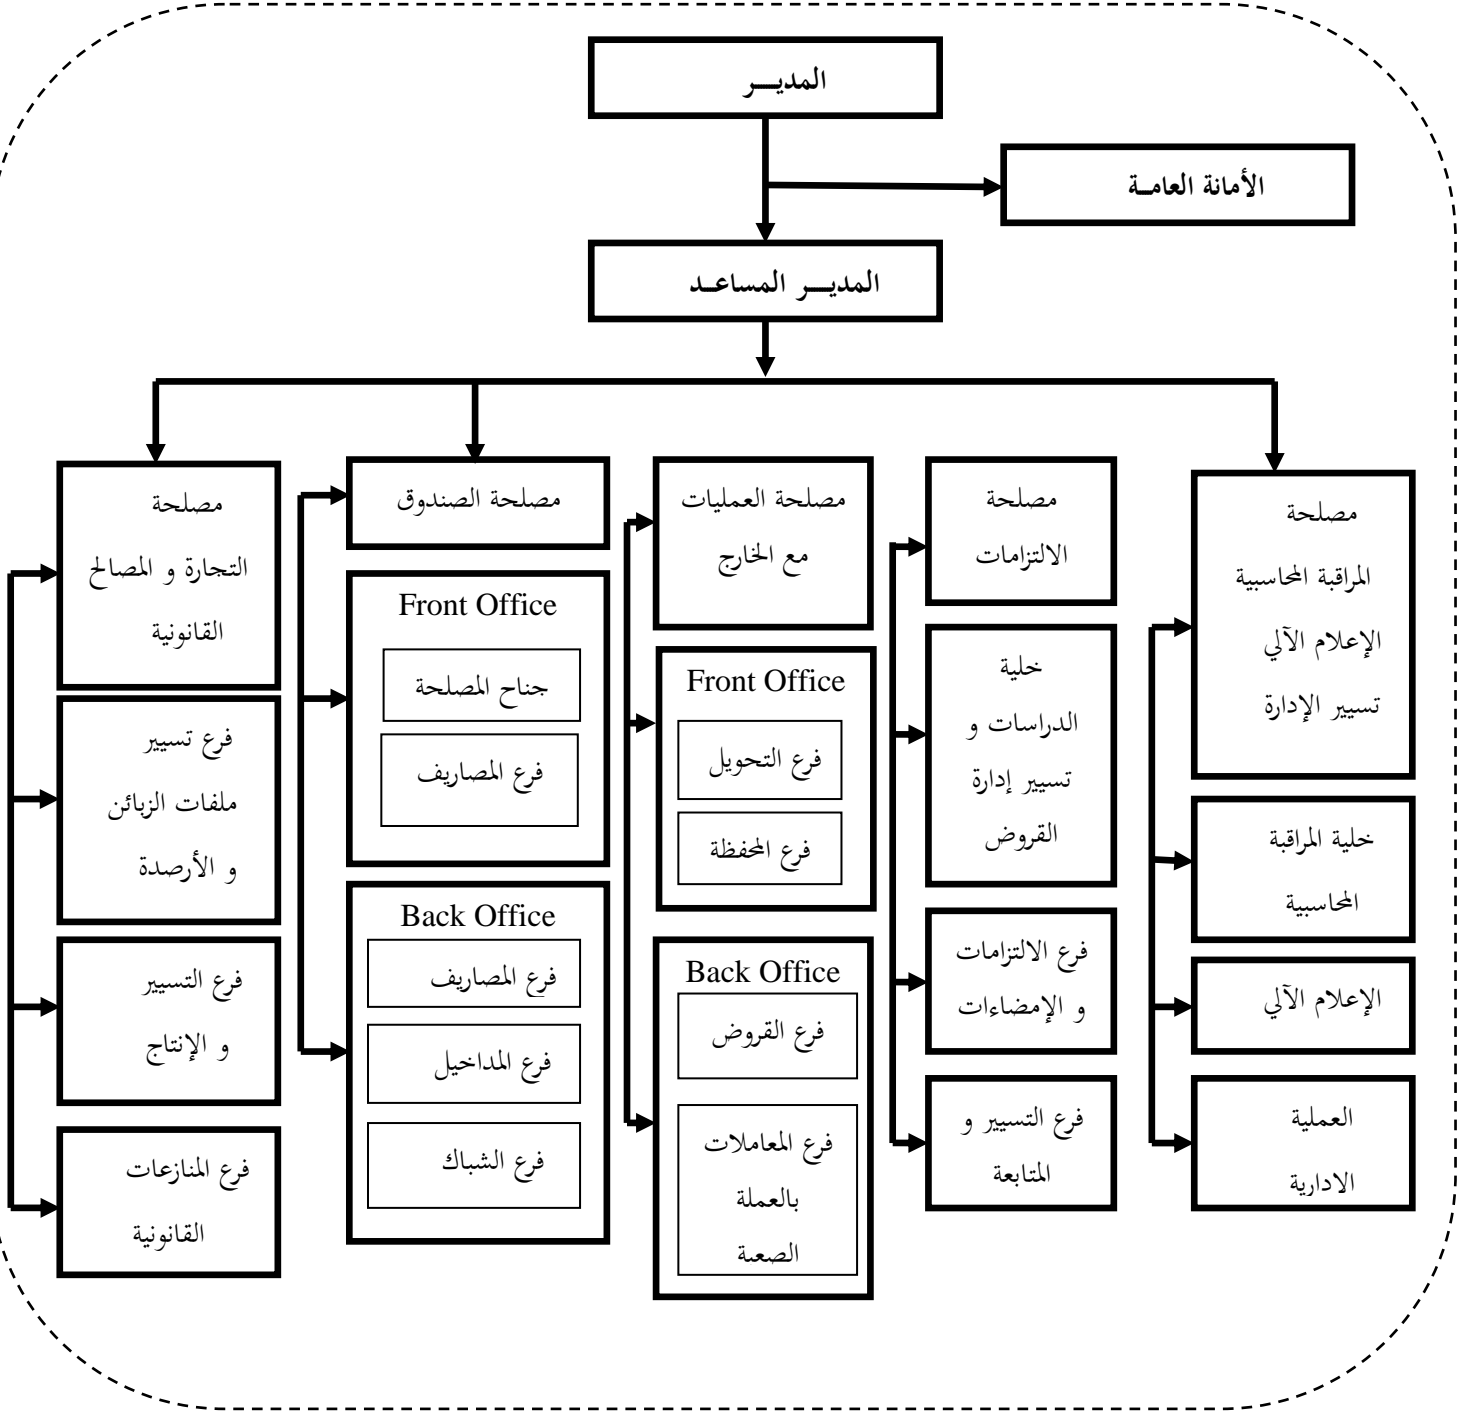 المديـــر
الأمانة العامـة
المديـــر المساعـد
مصلحة
المراقبة المحاسبية
الإعلام الآلي
تسيير الإدارة
خلية المراقبة
المحاسبية
الإعلام الآلي
العملية
الادارية
مصلحة
الالتزامات
خلية
الدراسات و
تسيير إدارة
القروض
فرع الالتزامات
و الإمضاءات
فرع التسيير و
المتابعة
مصلحة العمليات
مع الخارج
Front Office
فرع التحويل
فرع المحفظة
Back Office
فرع القروض
فرع المعاملات
بالعملة
الصعبة
مصلحة الصندوق
Front Office
جناح المصلحة
فرع المصاريف
Back Office
فرع المصاريف
فرع المداخيل
فرع الشباك
مصلحة
التجارة و المصالح
القانونية
فرع تسيير
ملفات الزبائن
و الأرصدة
فرع التسيير
و الإنتاج
فرع المنازعات
القانونية